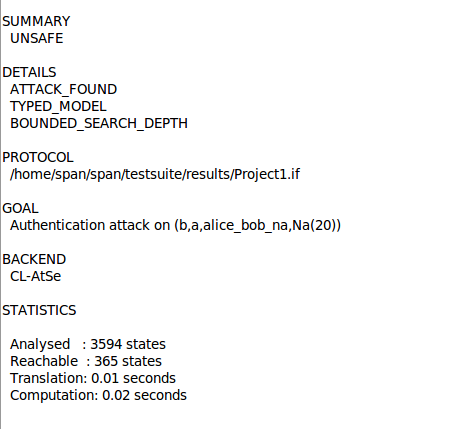 SUMMARY
UNSAFE
DETAILS
ATTACK_FOUND
TYPED_MODEL
BOUNDED_SEARCH_DEPTH
PROTOCOL
/home/span/span/testsuite/results/Project1.if
GOAL
Authentication attack on (b,a,alice_bob_na,Na(20))
BACKEND
CL-AtSe
STATISTICS
Analysed : 3594 states
Reachable : 365 states
Translation: 0.01 seconds
Computation: 0.02 seconds